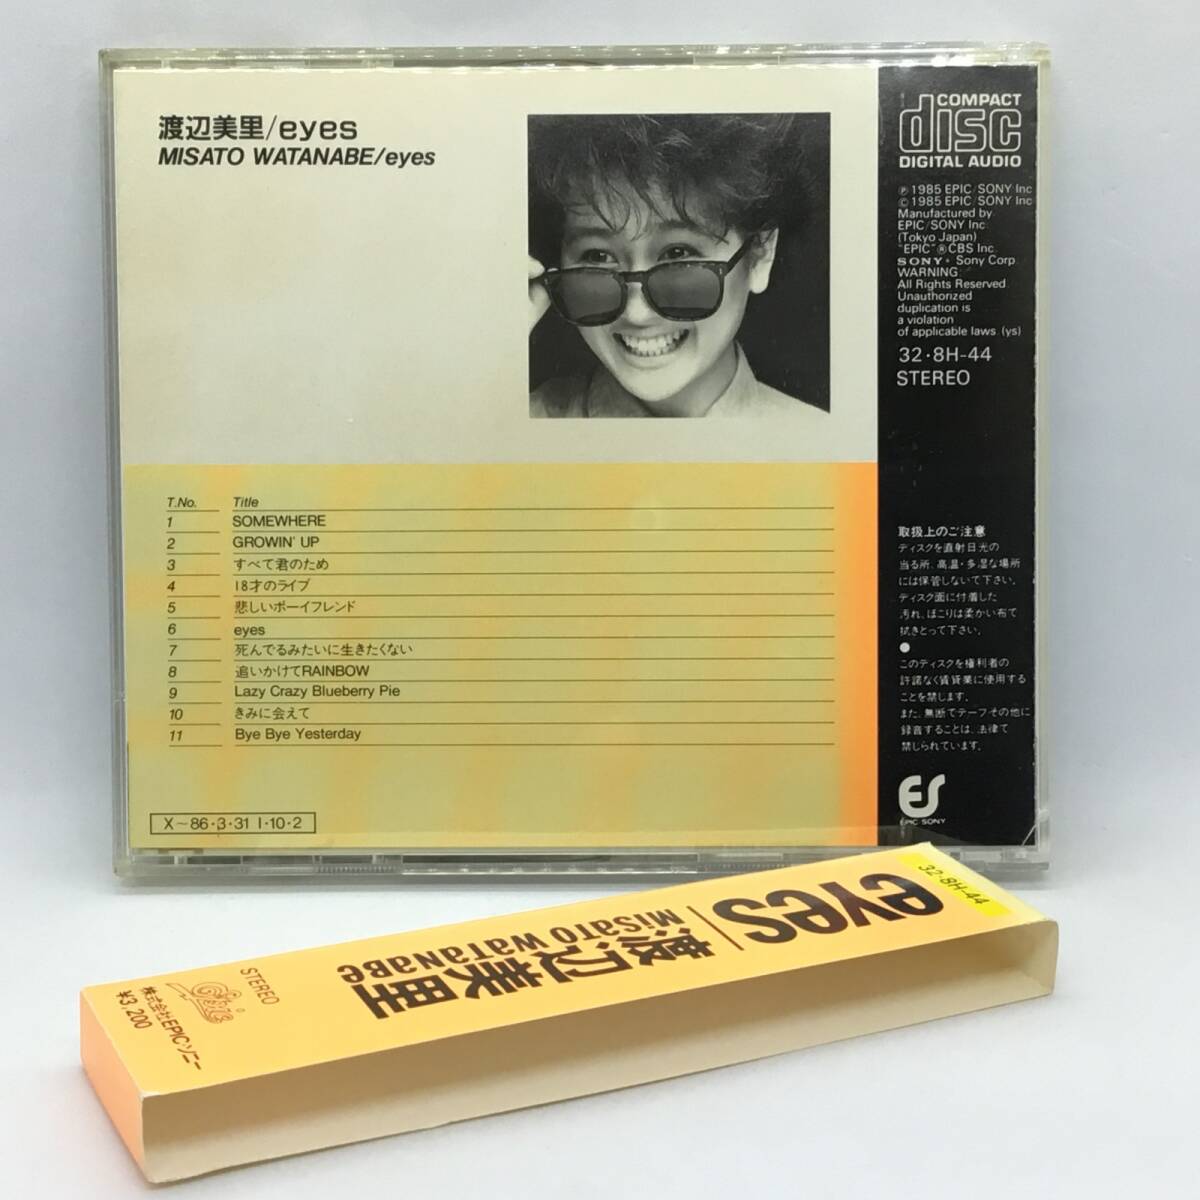 渡辺美里/eyes
MISATO WATANABE/eyes
T.No. Title
1 SOMEWHERE
2 GROWIN' UP
3 すべて君のため
4 18才のライブ
5 悲しいボーイフレンド
6 eyes
7 死んでるみたいに生きたくない
8 追いかけてRAINBOW
9 Lazy Crazy Blueberry Pie
10 きみに会えて
11 Bye Bye Yesterday
X~86・3・31 I・10・2
COMPACT
disc
DIGITAL AUDIO
℗ 1985 EPIC/SONY Inc
© 1985 EPIC/SONY Inc
Manufactured by
EPIC/SONY Inc
(Tokyo Japan)
"EPIC" ® CBS Inc.
SONY・Sony Corp.
WARNING:
All Rights Reserved.
Unauthorized
duplication is
a violation
of applicable laws. (ys)
32・8H-44
STEREO
取扱上のご注意
ディスクを直射日光の
当る所、高温・多湿な場所
には保管しないで下さい。
ディスク面に付着した
汚れ、ほこりは柔かい布で
拭きとって下さい。
●
このディスクを権利者の
許諾なく賃貸業に使用する
ことを禁じます。
また、無断でテープその他に
録音することは、法律で
禁じられています。
ES
EPIC SONY
32・8H-44
eyes
渡辺美里
MISATO WATANABE
STEREO
Epic
株式会社EPIC・ソニー
¥3,200